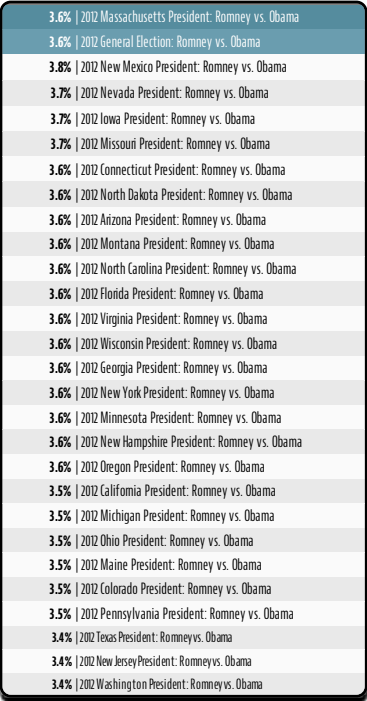 3.6% | 2012 Massachusetts President: Romney vs. Obama
3.6% | 2012 General Election: Romney vs. Obama
3.8% | 2012 New Mexico President: Romney vs. Obama
3.7% | 2012 Nevada President: Romney vs. Obama
3.7% | 2012 Iowa President: Romney vs. Obama
3.7% | 2012 Missouri President: Romney vs. Obama
3.6% | 2012 Connecticut President: Romney vs. Obama
3.6% | 2012 North Dakota President: Romney vs. Obama
3.6% | 2012 Arizona President: Romney vs. Obama
3.6% | 2012 Montana President: Romney vs. Obama
3.6% | 2012 North Carolina President: Romney vs. Obama
3.6% | 2012 Florida President: Romney vs. Obama
3.6% | 2012 Virginia President: Romney vs. Obama
3.6% | 2012 Wisconsin President: Romney vs. Obama
3.6% | 2012 Georgia President: Romney vs. Obama
3.6% | 2012 New York President: Romney vs. Obama
3.6% | 2012 Minnesota President: Romney vs. Obama
3.6% | 2012 New Hampshire President: Romney vs. Obama
3.6% | 2012 Oregon President: Romney vs. Obama
3.5% | 2012 California President: Romney vs. Obama
3.5% | 2012 Michigan President: Romney vs. Obama
3.5% | 2012 Ohio President: Romney vs. Obama
3.5% | 2012 Maine President: Romney vs. Obama
3.5% | 2012 Colorado President: Romney vs. Obama
3.5% | 2012 Pennsylvania President: Romney vs. Obama
3.4% | 2012 Texas President: Romney vs. Obama
3.4% | 2012 New Jersey President: Romney vs. Obama
3.4% | 2012 Washington President: Romney vs. Obama